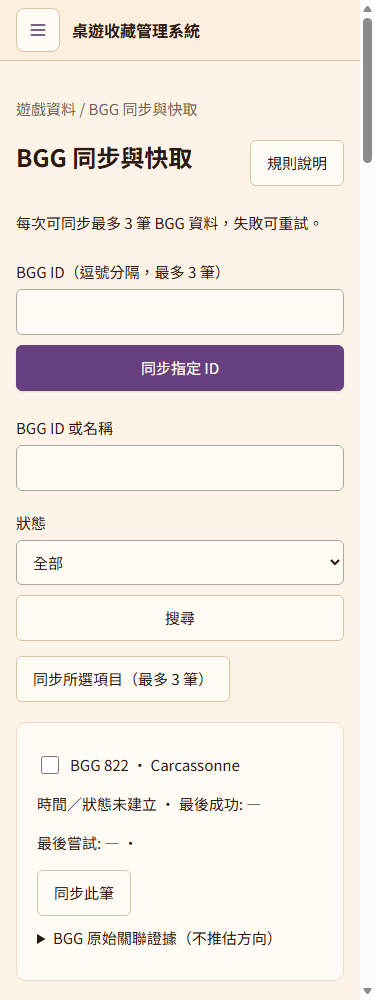 桌遊收藏管理系統
遊戲資料 / BGG 同步與快取
BGG 同步與快取
規則說明
每次可同步最多 3 筆 BGG 資料，失敗可重試。
BGG ID（逗號分隔，最多 3 筆）
同步指定 ID
BGG ID 或名稱
狀態
全部
搜尋
同步所選項目（最多 3 筆）
BGG 822 · Carcassonne
時間／狀態未建立 · 最後成功: —
最後嘗試: — ·
同步此筆
▶ BGG 原始關聯證據（不推估方向）